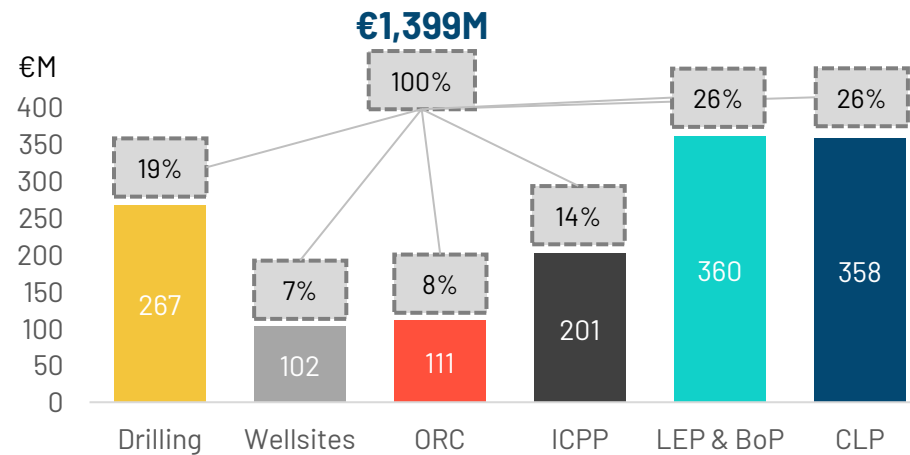 €1,399M
€M
100%
26%
26%
400
350
300
250
200
150
100
50
0
19%
7%
8%
14%
267
102
111
201
360
358
Drilling
Wellsites
ORC
ICPP
LEP & BoP
CLP